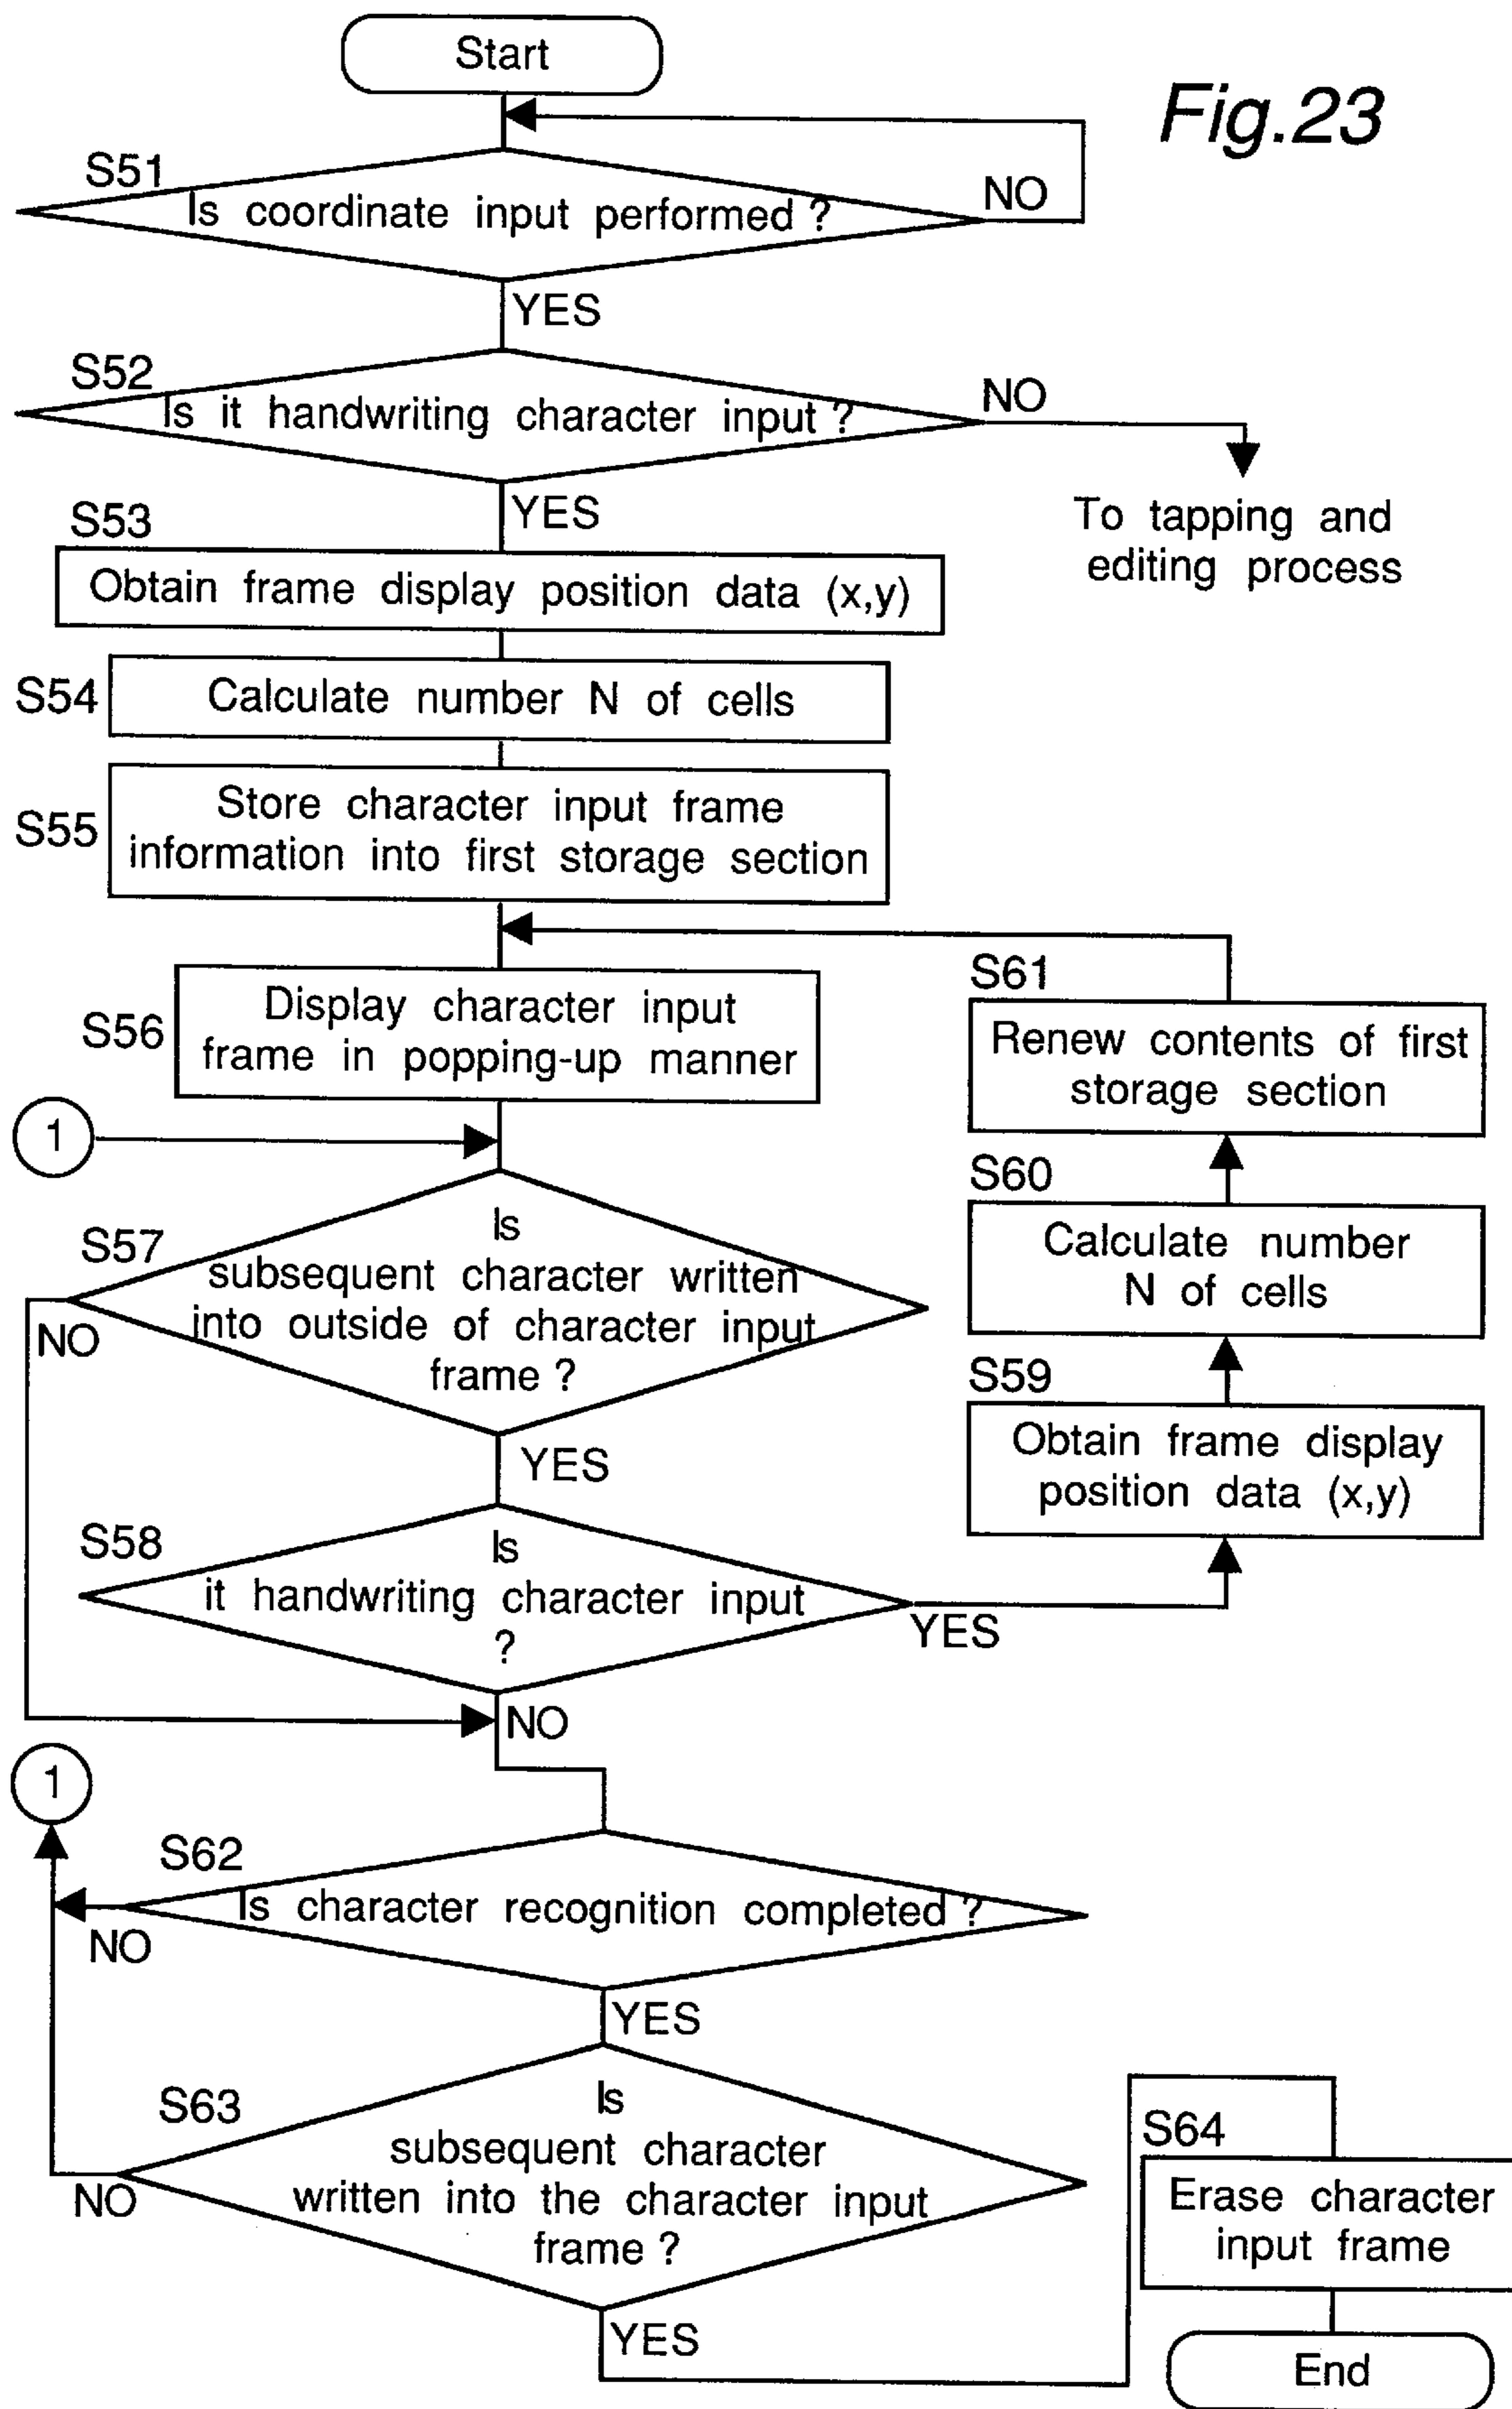 Start
Fig.23
S51
Is coordinate input performed ?
NO
YES
S52
Is it handwriting character input ?
NO
YES
To tapping and
editing process
S53
Obtain frame display position data (x,y)
S54
Calculate number N of cells
S55
Store character input frame
information into first storage section
S56
Display character input
frame in popping-up manner
S61
Renew contents of first
storage section
1
S60
Calculate number
N of cells
S57
Is
subsequent character written
into outside of character input
frame ?
NO
YES
S59
Obtain frame display
position data (x,y)
S58
Is
it handwriting character input
?
YES
NO
1
S62
Is character recognition completed ?
NO
YES
S63
Is
subsequent character
written into the character input
frame ?
NO
YES
S64
Erase character
input frame
End